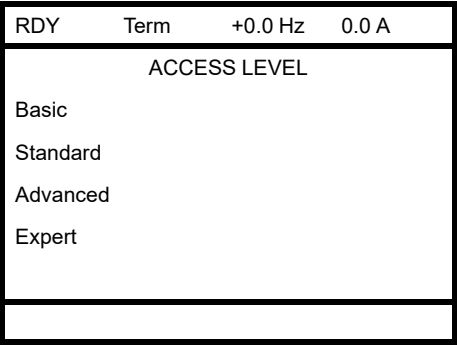 RDY Term +0.0 Hz 0.0 A
ACCESS LEVEL
Basic
Standard
Advanced
Expert